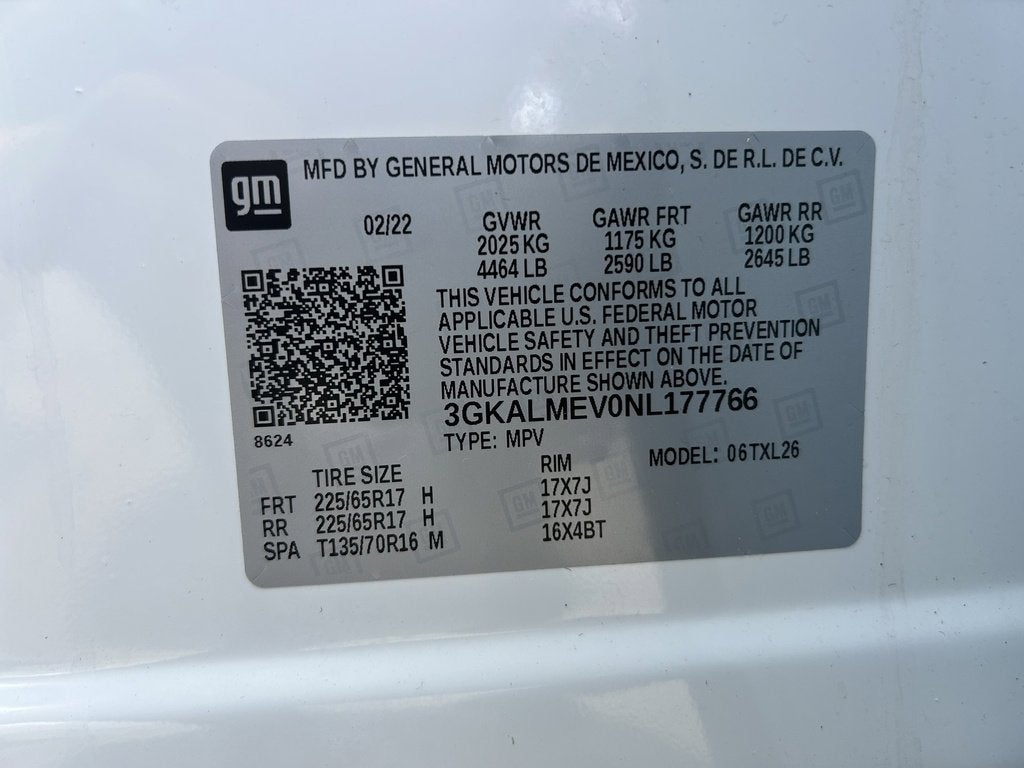 gm
MFD BY GENERAL MOTORS DE MEXICO, S. DE R.L. DE C.V.
02/22 GVWR GAWR FRT GAWR RR
2025 KG 1175 KG 1200 KG
4464 LB 2590 LB 2645 LB
THIS VEHICLE CONFORMS TO ALL
APPLICABLE U.S. FEDERAL MOTOR
VEHICLE SAFETY AND THEFT PREVENTION
STANDARDS IN EFFECT ON THE DATE OF
MANUFACTURE SHOWN ABOVE.
3GKALMEV0NL177766
8624
TYPE: MPV MODEL: 06TXL26
TIRE SIZE RIM
FRT 225/65R17 H 17X7J
RR 225/65R17 H 17X7J
SPA T135/70R16 M 16X4BT